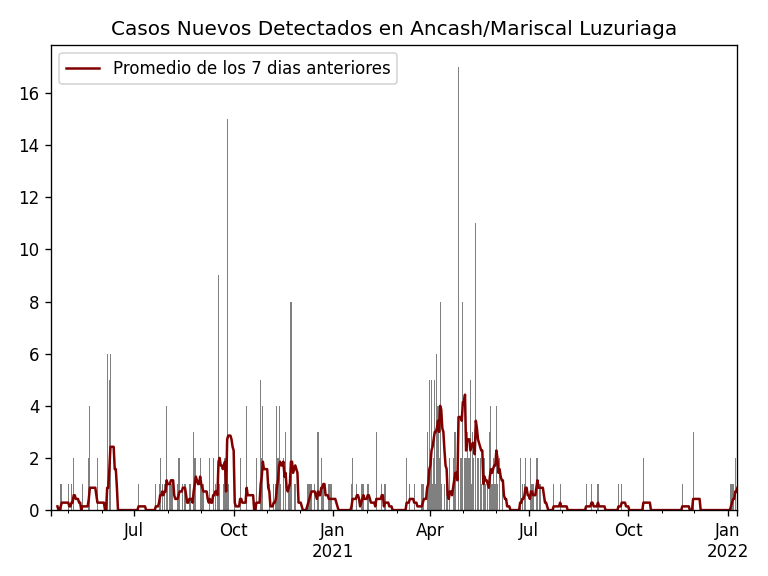 Casos Nuevos Detectados en Ancash/Mariscal Luzuriaga
Promedio de los 7 dias anteriores
16
14
12
10
8
6
4
2
0
Jul
Oct
Jan
2021
Apr
Jul
Oct
Jan
2022